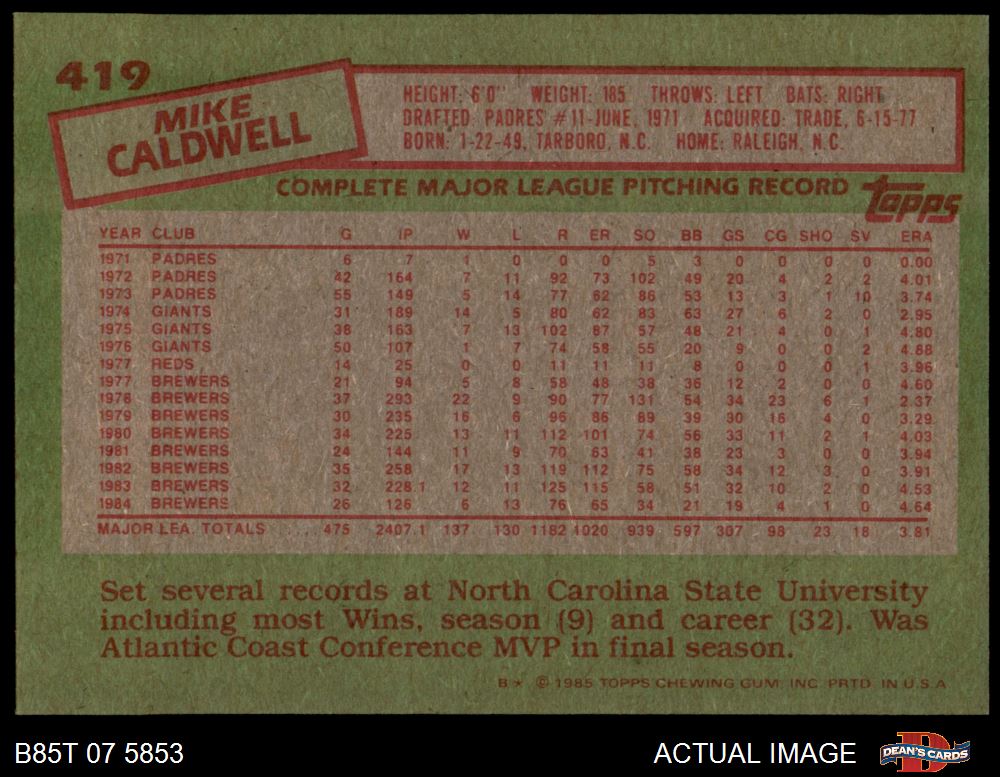 419
MIKE
CALDWELL
HEIGHT: 6'0" WEIGHT: 185 THROWS: LEFT BATS: RIGHT
DRAFTED: PADRES #11-JUNE, 1971 ACQUIRED: TRADE, 6-15-77
BORN: 1-22-49, TARBORO, N.C. HOME: RALEIGH, N.C.
COMPLETE MAJOR LEAGUE PITCHING RECORD topps
YEAR CLUB G IP W L R ER SO BB GS CG SHO SV ERA
1971 PADRES 6 7 1 0 0 0 5 3 0 0 0 0 0.00
1972 PADRES 42 164 7 11 92 73 102 49 20 4 2 2 4.01
1973 PADRES 55 149 5 14 77 62 86 53 13 3 1 10 3.74
1974 GIANTS 31 189 14 5 80 62 83 63 27 6 2 0 2.95
1975 GIANTS 38 163 7 13 102 87 57 48 21 4 0 1 4.80
1976 GIANTS 50 107 1 7 74 58 55 20 9 0 0 2 4.88
1977 REDS 14 25 0 0 11 11 11 8 0 0 0 1 3.96
1977 BREWERS 21 94 5 8 58 48 38 36 12 2 0 0 4.60
1978 BREWERS 37 293 22 9 90 77 131 54 34 23 6 1 2.37
1979 BREWERS 30 235 16 6 96 86 89 39 30 16 4 0 3.29
1980 BREWERS 34 225 13 11 112 101 74 56 33 11 2 1 4.03
1981 BREWERS 24 144 11 9 70 63 41 38 23 3 0 0 3.94
1982 BREWERS 35 258 17 13 119 112 75 58 34 12 3 0 3.91
1983 BREWERS 32 228.1 12 11 125 115 58 51 32 10 2 0 4.53
1984 BREWERS 26 126 6 13 76 65 34 21 19 4 1 0 4.64
MAJOR LEA. TOTALS ..... 475 2407.1 137 130 1182 1020 939 597 307 98 23 18 3.81
Set several records at North Carolina State University
including most Wins, season (9) and career (32). Was
Atlantic Coast Conference MVP in final season.
B* © 1985 TOPPS CHEWING GUM, INC. PRTD. IN U.S.A.
B85T 07 5853 ACTUAL IMAGE DEAN'S CARDS